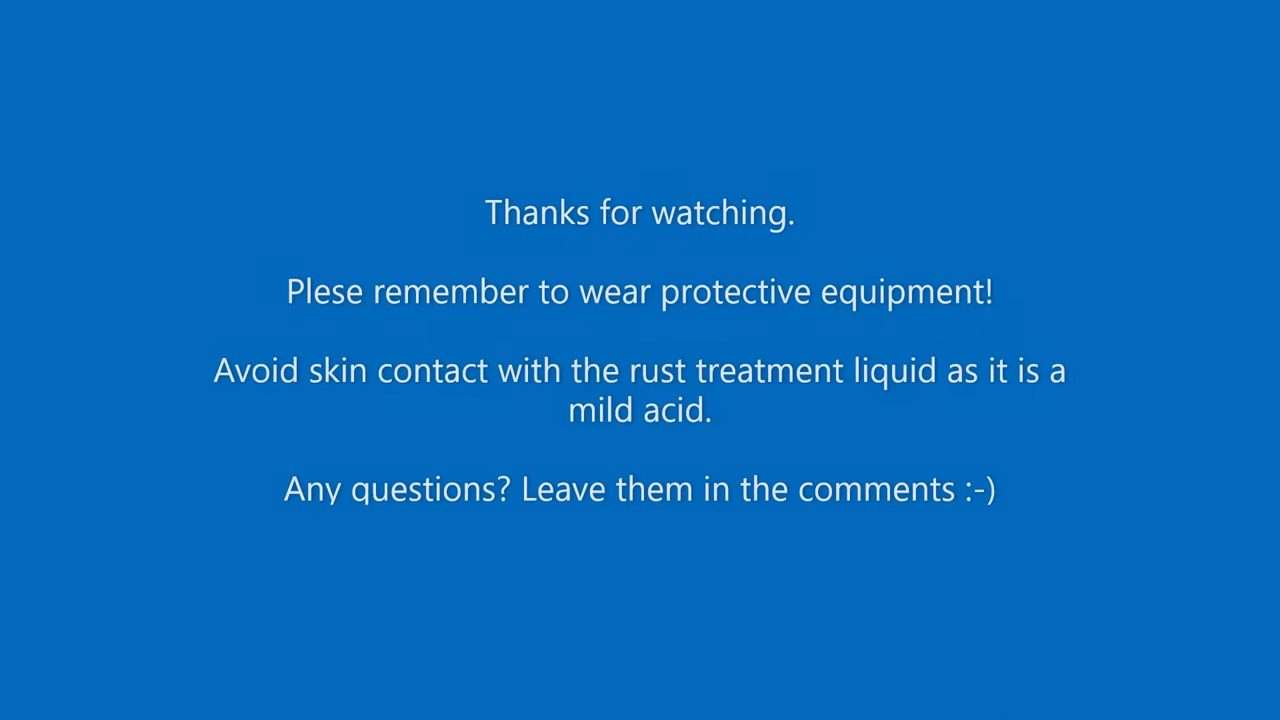 Thanks for watching.
Plese remember to wear protective equipment!
Avoid skin contact with the rust treatment liquid as it is a
mild acid.
Any questions? Leave them in the comments :-)